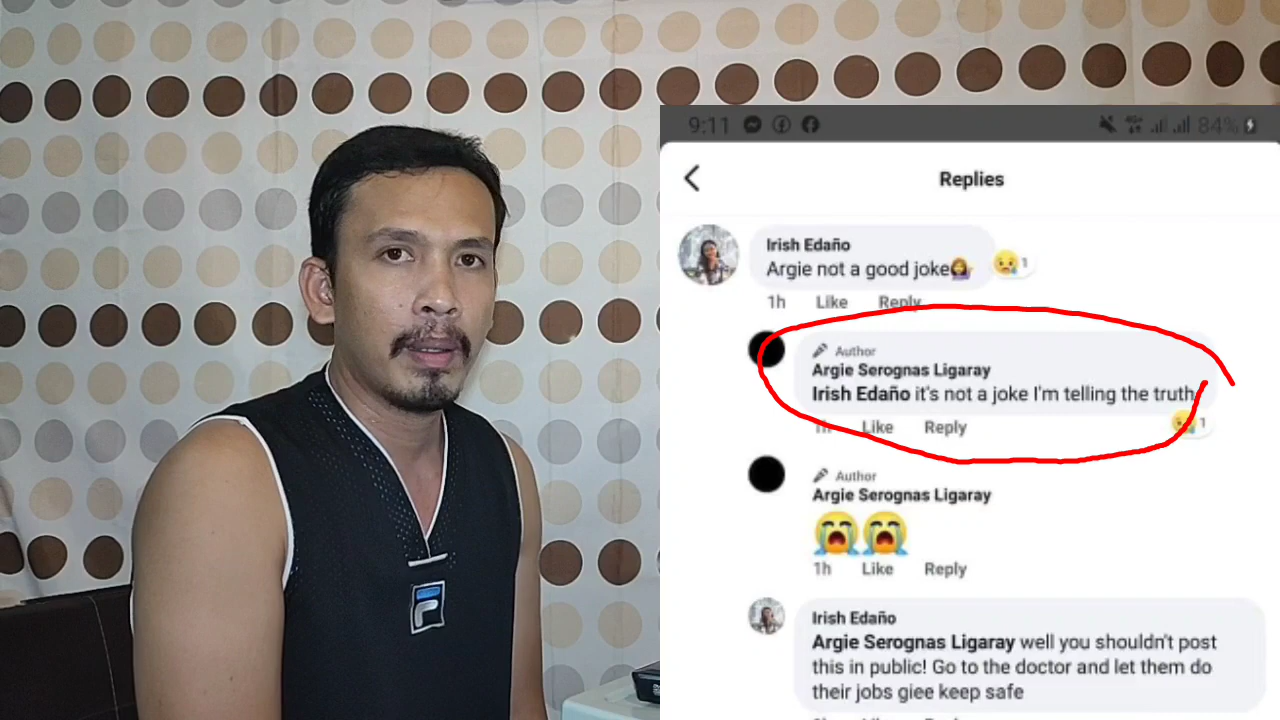 9:11
84%
Replies
Irish Edaño
Argie not a good joke🤷‍♀️
1
1h Like Reply
Author
Argie Serognas Ligaray
Irish Edaño it's not a joke I'm telling the truth
1h Like Reply
1
Author
Argie Serognas Ligaray
😭😭
1h Like Reply
Irish Edaño
Argie Serognas Ligaray well you shouldn't post
this in public! Go to the doctor and let them do
their jobs giee keep safe